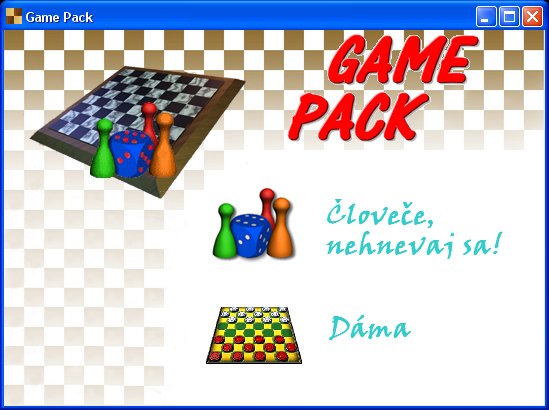 Game Pack
GAME
PACK
Človeče,
nehnevaj sa!
Dáma